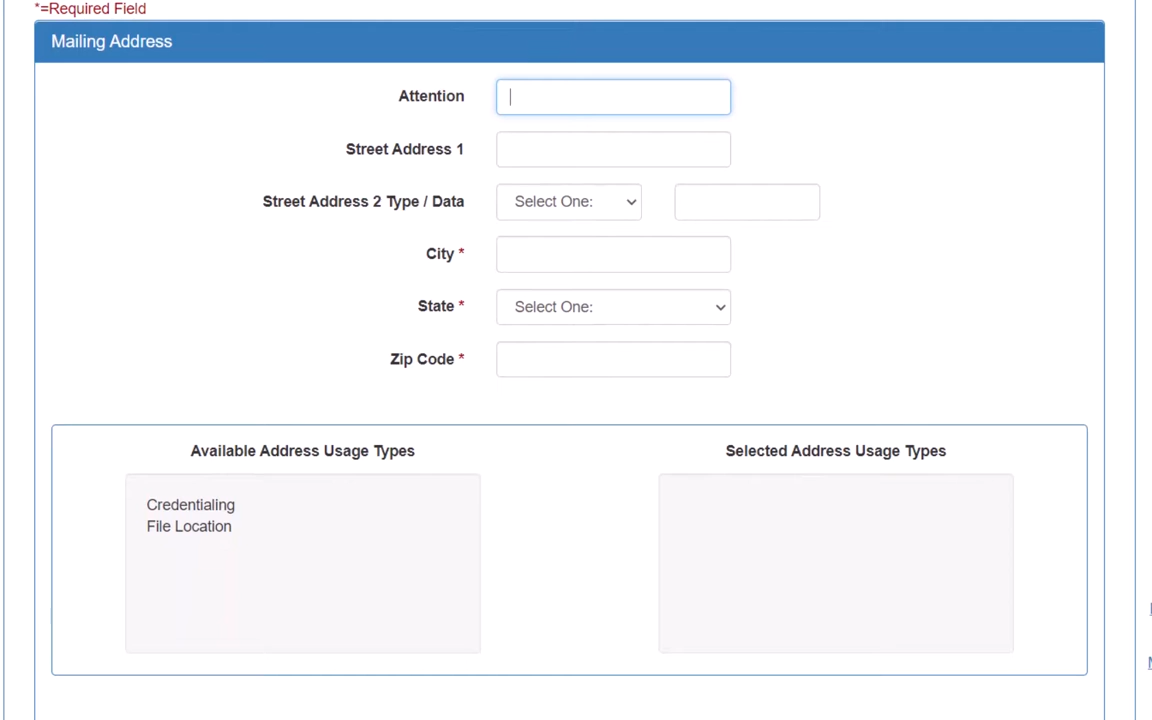 *=Required Field
Mailing Address
Attention
Street Address 1
Street Address 2 Type / Data Select One:
City *
State * Select One:
Zip Code *
Available Address Usage Types Selected Address Usage Types
Credentialing
File Location